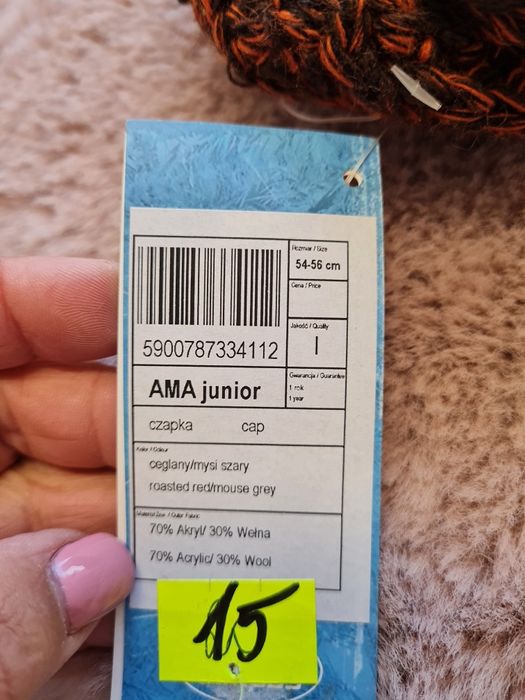 Rozmiar / Size
54-56 cm
Cena / Price
5900787334112
Jakość / Quality
I
AMA junior
Gwarancja / Guarantee
1 rok
1 year
czapka cap
Kolor / Colour
ceglany/mysi szary
roasted red/mouse grey
/ Outer Fabric
70% Akryl/ 30% Wełna
70% Acrylic/ 30% Wool
15